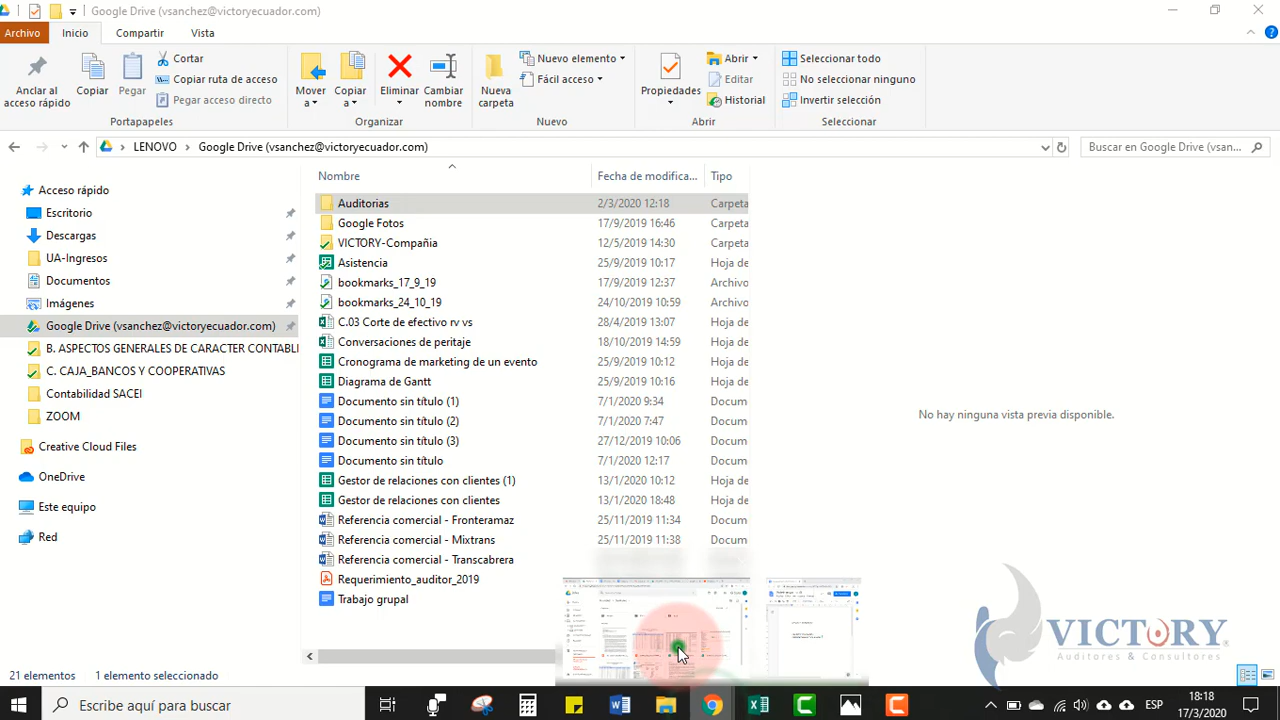 Google Drive (vsanchez@victoryecuador.com)
Archivo Inicio Compartir Vista
Anclar al acceso rápido
Copiar
Pegar
Cortar
Copiar ruta de acceso
Pegar acceso directo
Portapapeles
Mover a
Copiar a
Eliminar
Cambiar nombre
Organizar
Nueva carpeta
Nuevo elemento
Fácil acceso
Nuevo
Propiedades
Abrir
Editar
Historial
Abrir
Seleccionar todo
No seleccionar ninguno
Invertir selección
Seleccionar
LENOVO > Google Drive (vsanchez@victoryecuador.com)
Buscar en Google Drive (vsan...
Nombre Fecha de modifica... Tipo
Acceso rápido
Escritorio
Descargas
UA-Ingresos
Documentos
Imágenes
Google Drive (vsanchez@victoryecuador.com)
B. ASPECTOS GENERALES DE CARACTER CONTABL
C. CAJA_BANCOS Y COOPERATIVAS
Contabilidad SACEI
ZOOM
Creative Cloud Files
OneDrive
Este equipo
Red
Auditorias 2/3/2020 12:18 Carpeta
Google Fotos 17/9/2019 16:46 Carpeta
VICTORY-Compañia 12/5/2019 14:30 Carpeta
Asistencia 25/9/2019 10:17 Hoja de
bookmarks_17_9_19 17/9/2019 12:37 Archivo
bookmarks_24_10_19 24/10/2019 10:59 Archivo
C.03 Corte de efectivo rv vs 28/4/2019 13:07 Hoja de
Conversaciones de peritaje 18/10/2019 14:59 Hoja de
Cronograma de marketing de un evento 25/9/2019 10:12 Hoja de
Diagrama de Gantt 25/9/2019 10:16 Hoja de
Documento sin título (1) 7/1/2020 9:34 Docum
Documento sin título (2) 7/1/2020 7:47 Docum
Documento sin título (3) 27/12/2019 10:06 Docum
Documento sin título 7/1/2020 12:17 Docum
Gestor de relaciones con clientes (1) 13/1/2020 10:12 Hoja de
Gestor de relaciones con clientes 13/1/2020 18:48 Hoja de
Referencia comercial - Fronteramaz 25/11/2019 11:34 Docum
Referencia comercial - Mixtrans 25/11/2019 11:38 Docum
Referencia comercial - Transcabrera
Requerimiento_auditor_2019
Trabajo grupal
No hay ninguna vista previa disponible.
VICTORY
Auditores & Consultores
21 elementos 1 elemento seleccionado
Escribe aquí para buscar
ESP
18:18
17/3/2020